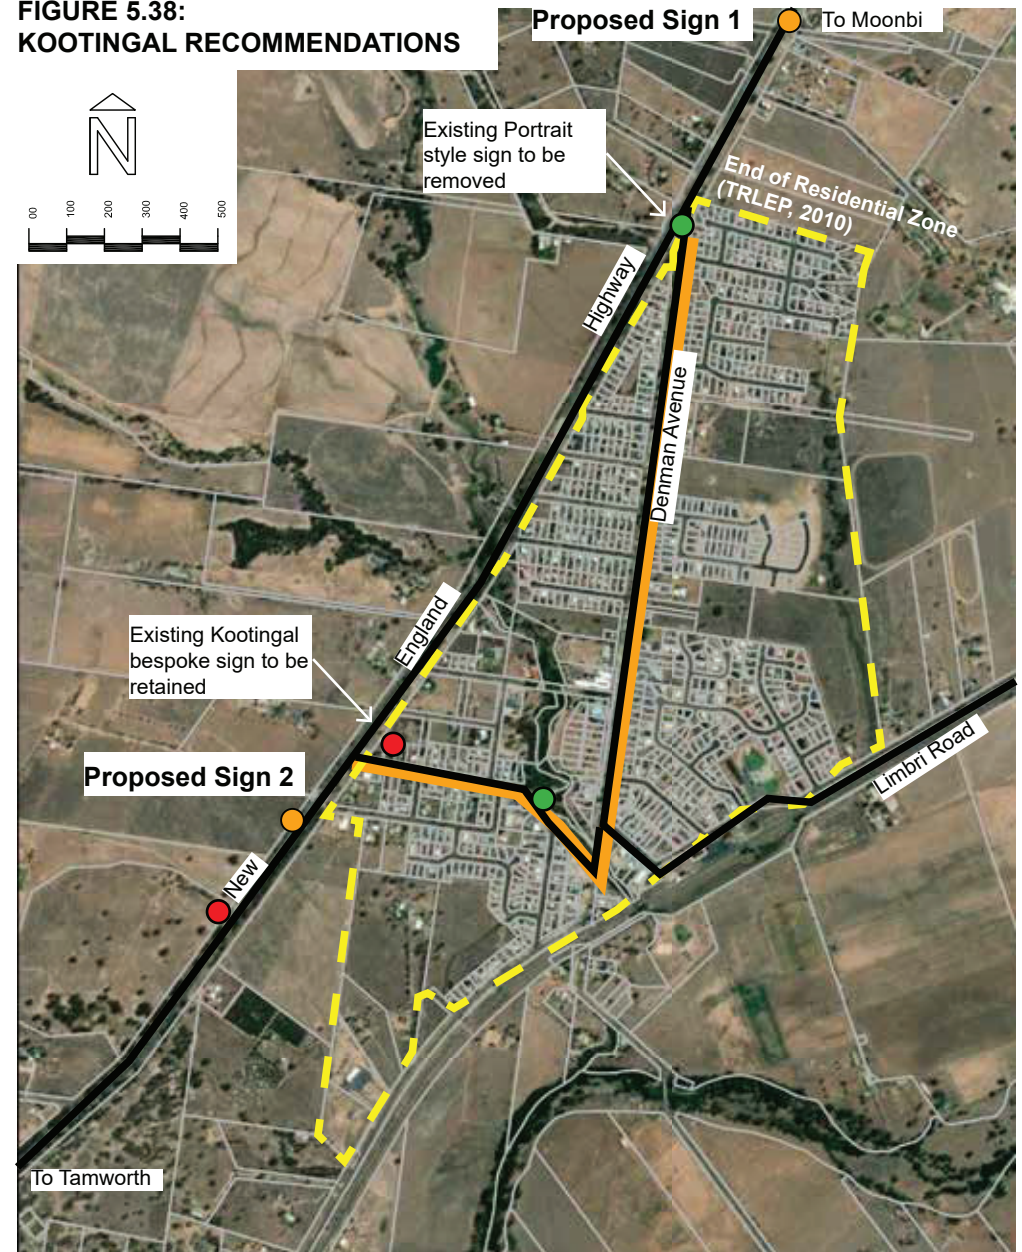 FIGURE 5.38:
KOOTINGAL RECOMMENDATIONS
Proposed Sign 1
To Moonbi
N
00
100
200
300
400
500
Existing Portrait
style sign to be
removed
End of Residential Zone
(TRLEP, 2010)
Highway
Denman Avenue
England
Existing Kootingal
bespoke sign to be
retained
Limbri Road
Proposed Sign 2
New
To Tamworth